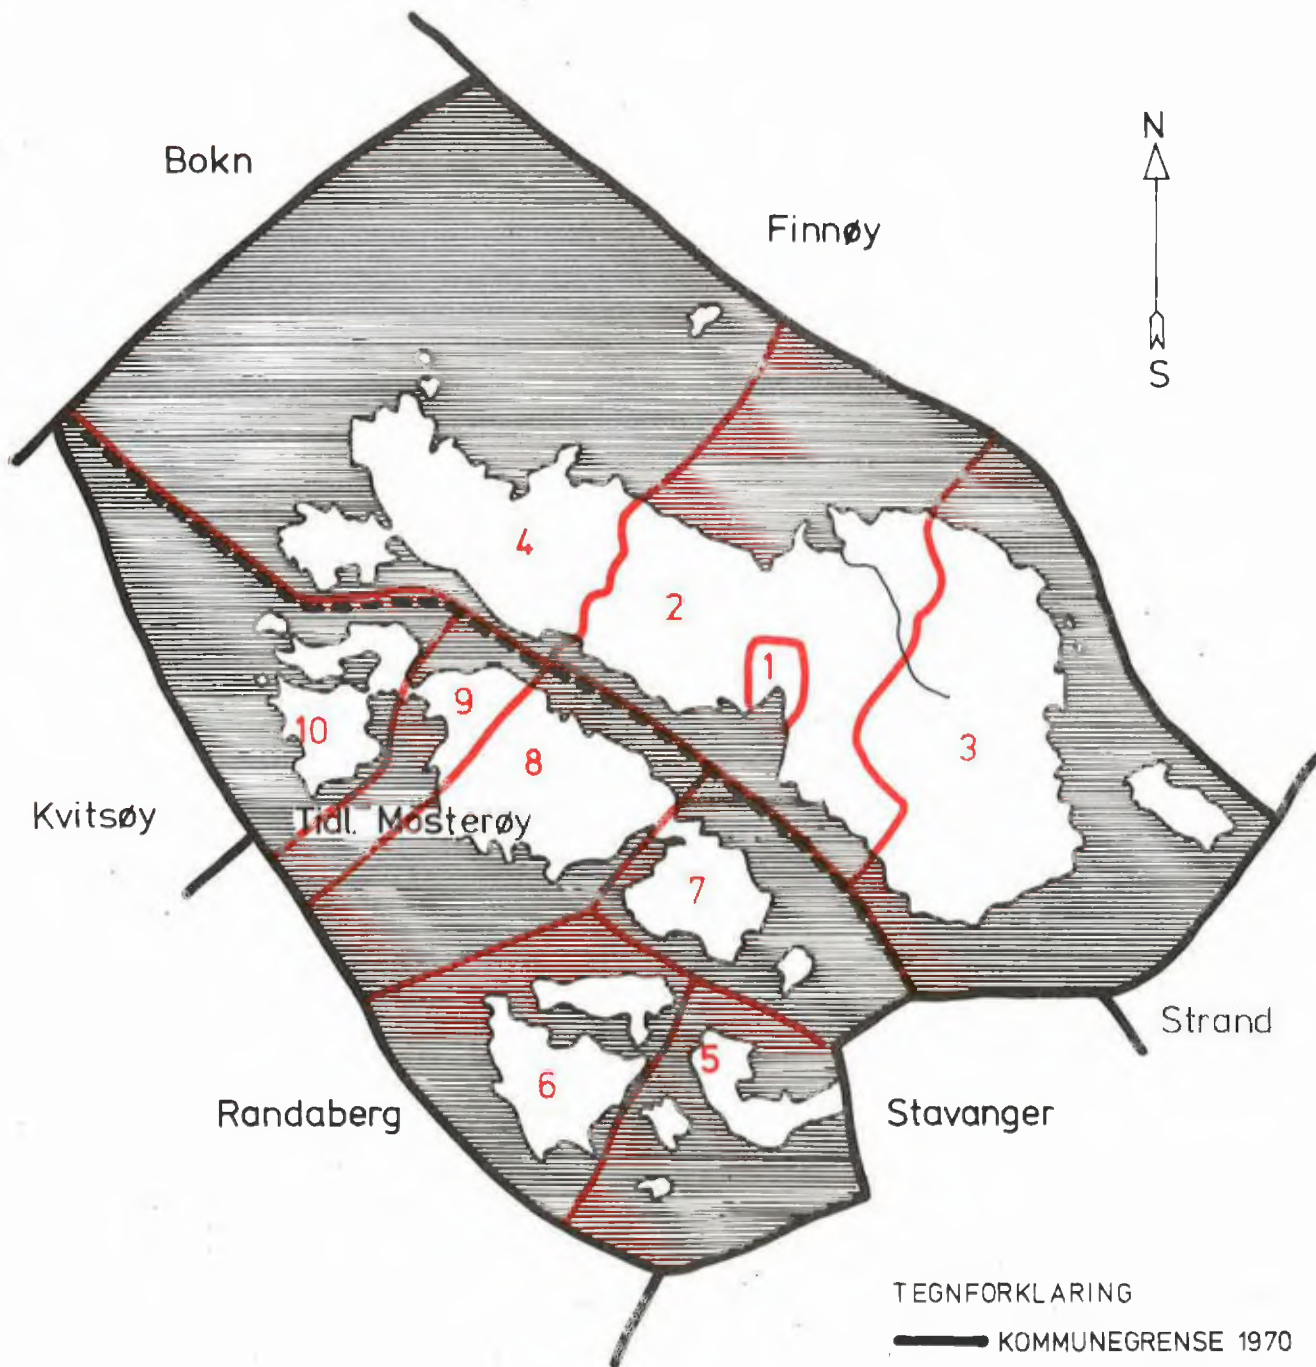 N
Bokn
Finnøy
S
4
2
1
9
3
10
8
Kvitsøy
Tidl. Mosterøy
7
Strand
5
6
Randaberg
Stavanger
TEGNFORKLARING
KOMMUNEGRENSE 1970